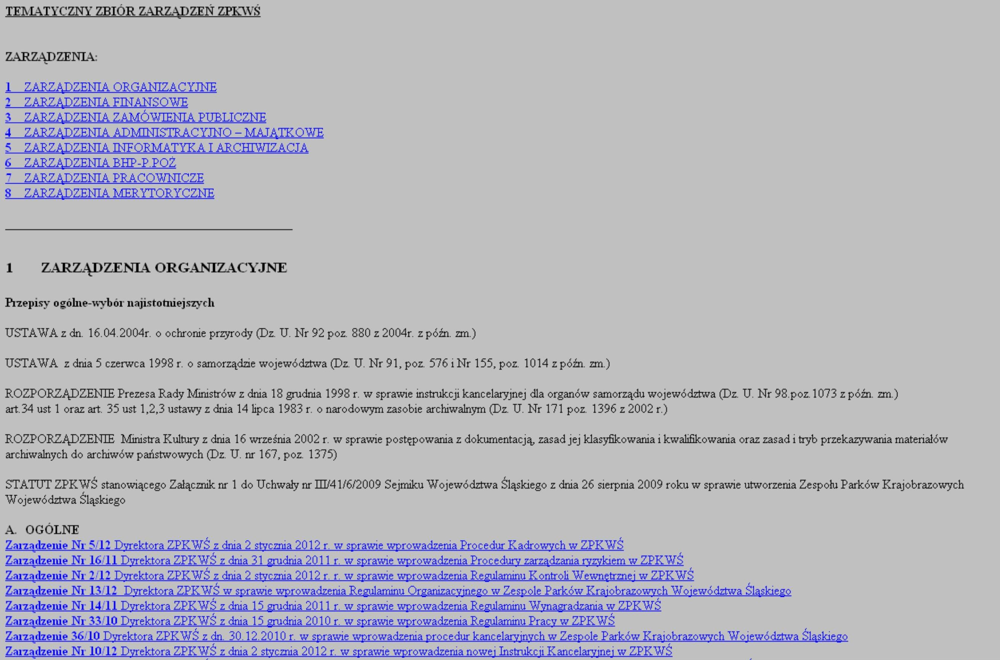 TEMATYCZNY ZBIÓR ZARZĄDZEŃ ZPKWŚ
ZARZĄDZENIA:
1 ZARZĄDZENIA ORGANIZACYJNE
2 ZARZĄDZENIA FINANSOWE
3 ZARZĄDZENIA ZAMÓWIENIA PUBLICZNE
4 ZARZĄDZENIA ADMINISTRACYJNO – MAJĄTKOWE
5 ZARZĄDZENIA INFORMATYKA I ARCHIWIZACJA
6 ZARZĄDZENIA BHP-P.POŻ
7 ZARZĄDZENIA PRACOWNICZE
8 ZARZĄDZENIA MERYTORYCZNE
1 ZARZĄDZENIA ORGANIZACYJNE
Przepisy ogólne-wybór najistotniejszych
USTAWA z dn. 16.04.2004r. o ochronie przyrody (Dz. U. Nr 92 poz. 880 z 2004r. z późn. zm.)
USTAWA z dnia 5 czerwca 1998 r. o samorządzie województwa (Dz. U. Nr 91, poz. 576 i Nr 155, poz. 1014 z późn. zm.)
ROZPORZĄDZENIE Prezesa Rady Ministrów z dnia 18 grudnia 1998 r. w sprawie instrukcji kancelaryjnej dla organów samorządu województwa (Dz. U. Nr 98.poz.1073 z późn. zm.)
art.34 ust 1 oraz art. 35 ust 1,2,3 ustawy z dnia 14 lipca 1983 r. o narodowym zasobie archiwalnym (Dz. U. Nr 171 poz. 1396 z 2002 r.)
ROZPORZĄDZENIE Ministra Kultury z dnia 16 września 2002 r. w sprawie postępowania z dokumentacją, zasad jej klasyfikowania i kwalifikowania oraz zasad i tryb przekazywania materiałów
archiwalnych do archiwów państwowych (Dz. U. nr 167, poz. 1375)
STATUT ZPKWŚ stanowiącego Załącznik nr 1 do Uchwały nr III/41/6/2009 Sejmiku Województwa Śląskiego z dnia 26 sierpnia 2009 roku w sprawie utworzenia Zespołu Parków Krajobrazowych
Województwa Śląskiego
A. OGÓLNE
Zarządzenie Nr 5/12 Dyrektora ZPKWŚ z dnia 2 stycznia 2012 r. w sprawie wprowadzenia Procedur Kadrowych w ZPKWŚ
Zarządzenie Nr 16/11 Dyrektora ZPKWŚ z dnia 31 grudnia 2011 r. w sprawie wprowadzenia Procedury zarządzania ryzykiem w ZPKWŚ
Zarządzenie Nr 2/12 Dyrektora ZPKWŚ z dnia 2 stycznia 2012 r. r. w sprawie wprowadzenia Regulaminu Kontroli Wewnętrznej w ZPKWŚ
Zarządzenie Nr 13/12 Dyrektora ZPKWŚ w sprawie wprowadzenia Regulaminu Organizacyjnego w Zespole Parków Krajobrazowych Województwa Śląskiego
Zarządzenie Nr 14/11 Dyrektora ZPKWŚ z dnia 15 grudnia 2011 r. w sprawie wprowadzenia Regulaminu Wynagradzania w ZPKWŚ
Zarządzenie Nr 33/10 Dyrektora ZPKWŚ z dnia 15 grudnia 2010 r. w sprawie wprowadzenia Regulaminu Pracy w ZPKWŚ
Zarządzenie 36/10 Dyrektora ZPKWŚ z dn. 30.12.2010 r. w sprawie wprowadzenia procedur kancelaryjnych w Zespole Parków Krajobrazowych Województwa Śląskiego
Zarządzenie Nr 10/12 Dyrektora ZPKWŚ z dnia 2 stycznia 2012 r. w sprawie wprowadzenia nowej Instrukcji Kancelaryjnej w ZPKWŚ